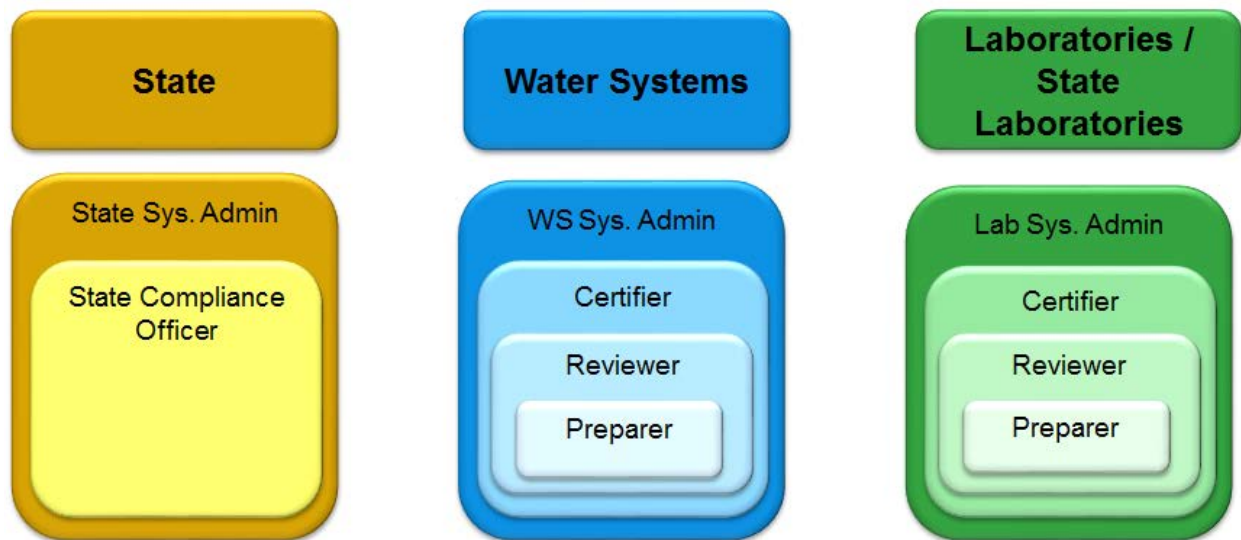 State
Water Systems
Laboratories /
State
Laboratories
State Sys. Admin
State Compliance
Officer
WS Sys. Admin
Certifier
Reviewer
Preparer
Lab Sys. Admin
Certifier
Reviewer
Preparer